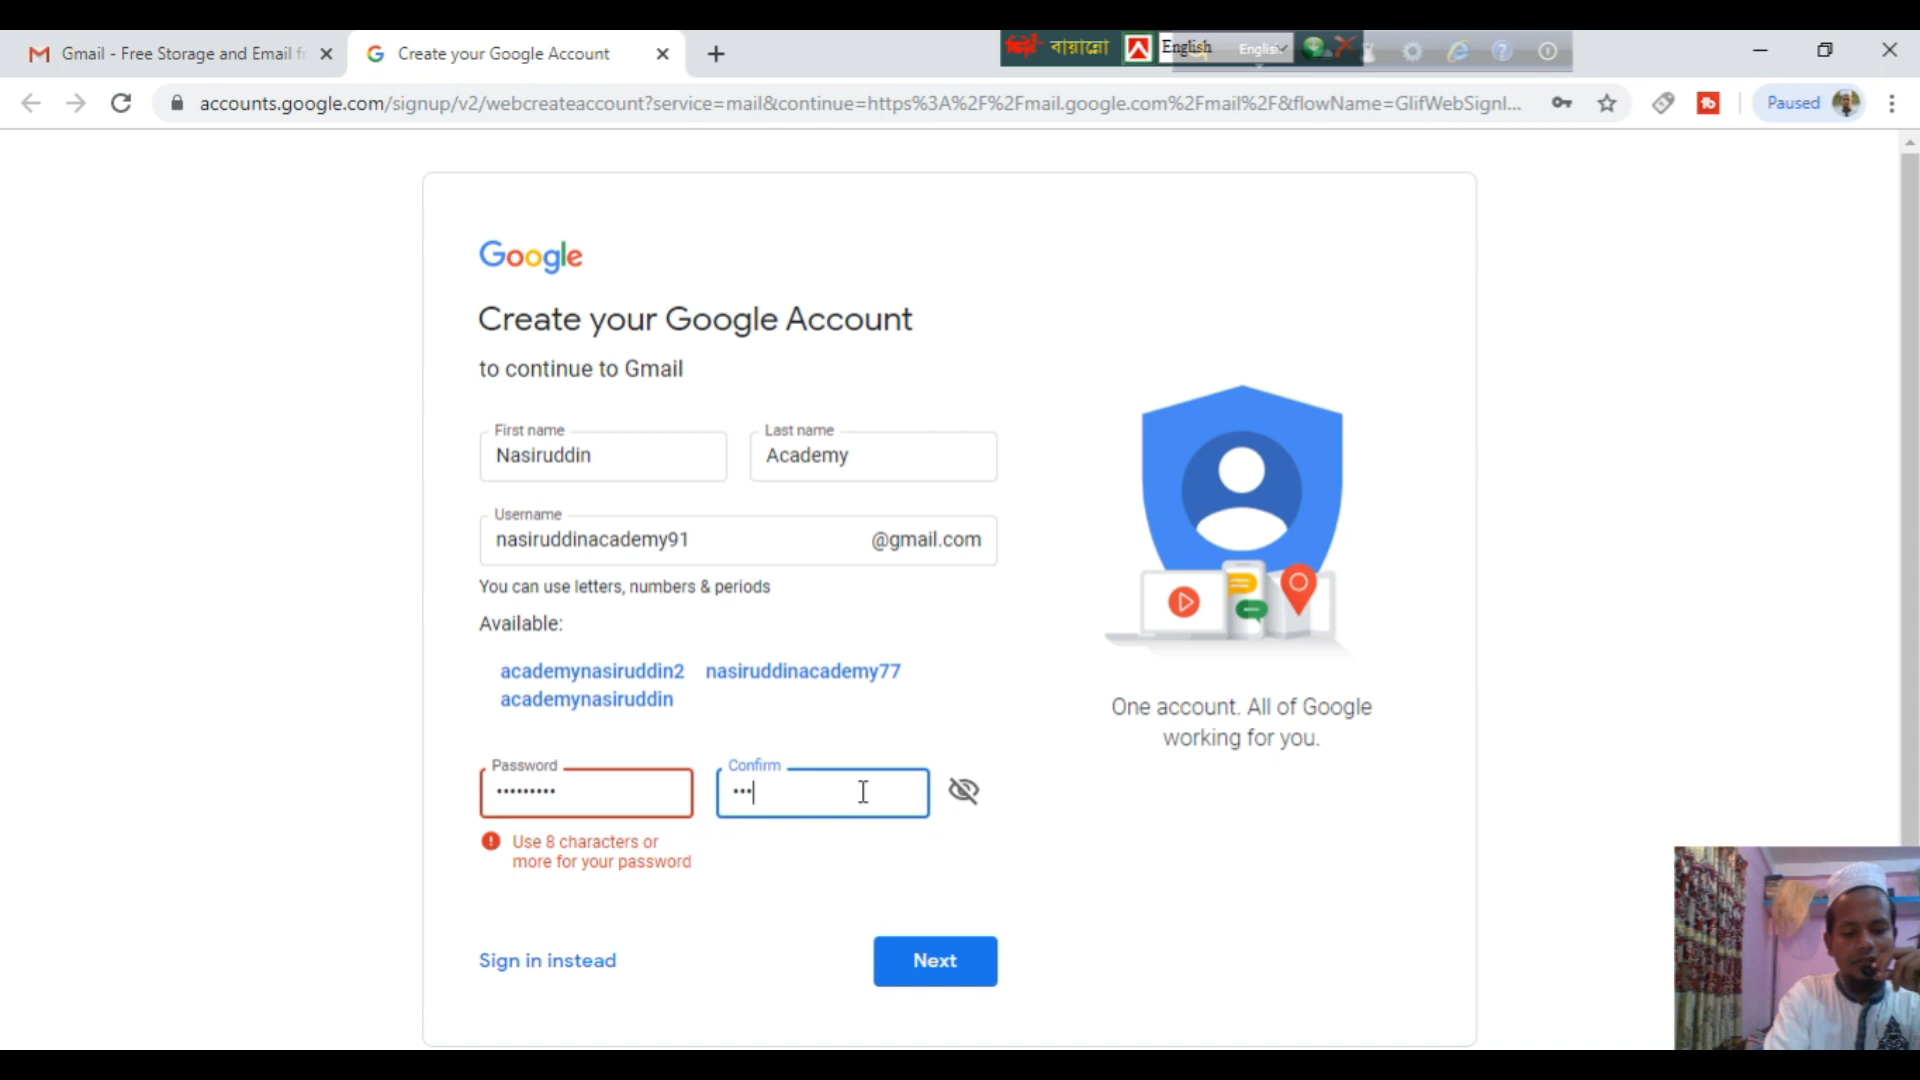 Gmail - Free Storage and Email fr
Create your Google Account
বায়ান্নো
English
English
accounts.google.com/signup/v2/webcreateaccount?service=mail&continue=https%3A%2F%2Fmail.google.com%2Fmail%2F&flowName=GlifWebSignI...
Paused
Google
Create your Google Account
to continue to Gmail
First name
Nasiruddin
Last name
Academy
Username
nasiruddinacademy91
@gmail.com
You can use letters, numbers & periods
Available:
academynasiruddin2 nasiruddinacademy77
academynasiruddin
Password
•••••••••
Confirm
•••
Use 8 characters or
more for your password
Sign in instead
Next
One account. All of Google
working for you.